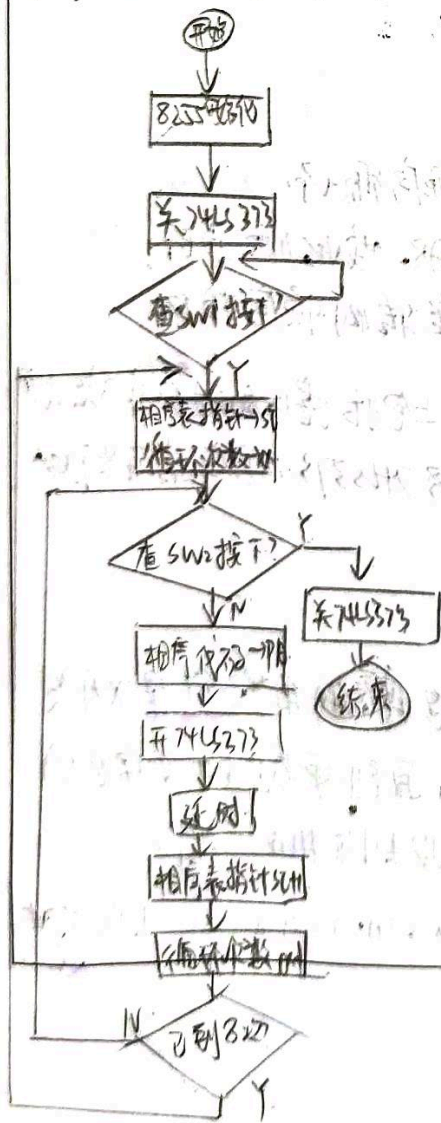 开始
8255初始化
关74LS373
查SW1按下?
Y
相序表指针→SI
循环次数
查SW2按下?
Y
N
关74LS373
相序代码→PA
结束
开74LS373
延时
相序表指针SI+1
循环次数
N
已到8次
Y